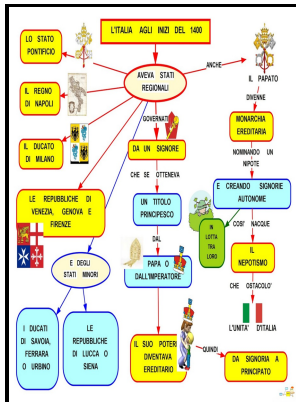 L'ITALIA AGLI INIZI DEL 1400
LO STATO
PONTIFICIO
AVEVA STATI
REGIONALI
ANCHE
IL PAPATO
IL REGNO
DI NAPOLI
GOVERNATI
DIVENNE
MONARCHIA
EREDITARIA
IL DUCATO
DI MILANO
DA UN SIGNORE
NOMINANDO UN
NIPOTE
CHE SE OTTENEVA
E CREANDO SIGNORIE
AUTONOME
LE REPUBBLICHE DI
VENEZIA, GENOVA E
FIRENZE
UN TITOLO
PRINCIPESCO
IN
LOTTA
TRA
LORO
COSI' NACQUE
DAL
IL
NEPOTISMO
E DEGLI
STATI MINORI
PAPA O
DALL'IMPERATORE
CHE OSTACOLO'
L'UNITA' D'ITALIA
I DUCATI
DI SAVOIA,
FERRARA
O URBINO
LE
REPUBBLICHE
DI LUCCA O
SIENA
IL SUO POTERE
DIVENTAVA
EREDITARIO
QUINDI
DA SIGNORIA A
PRINCIPATO